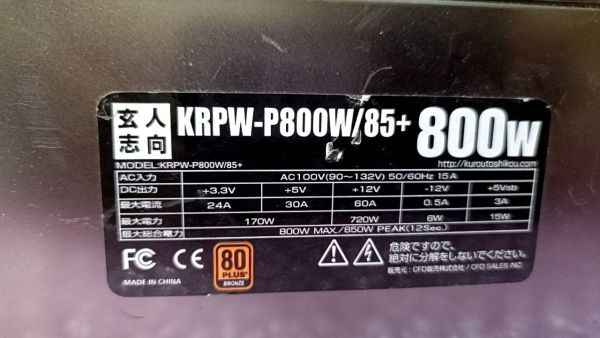 玄人志向
KRPW-P800W/85+
800W
http://kuroutoshikou.com/
MODEL:KRPW-P800W/85+
AC入力 AC100V(90〜132V) 50/60Hz 15A
DC出力 +3.3V +5V +12V -12V +5Vsb
最大電流 24A 30A 60A 0.5A 3A
最大電力 170W 720W 6W 15W
最大総合電力 800W MAX/850W PEAK(12Sec.)
FC CE 80 PLUS BRONZE
危険ですので、
絶対に分解をしないでください。
MADE IN CHINA
販売元:CFD販売株式会社 / CFD SALES INC.